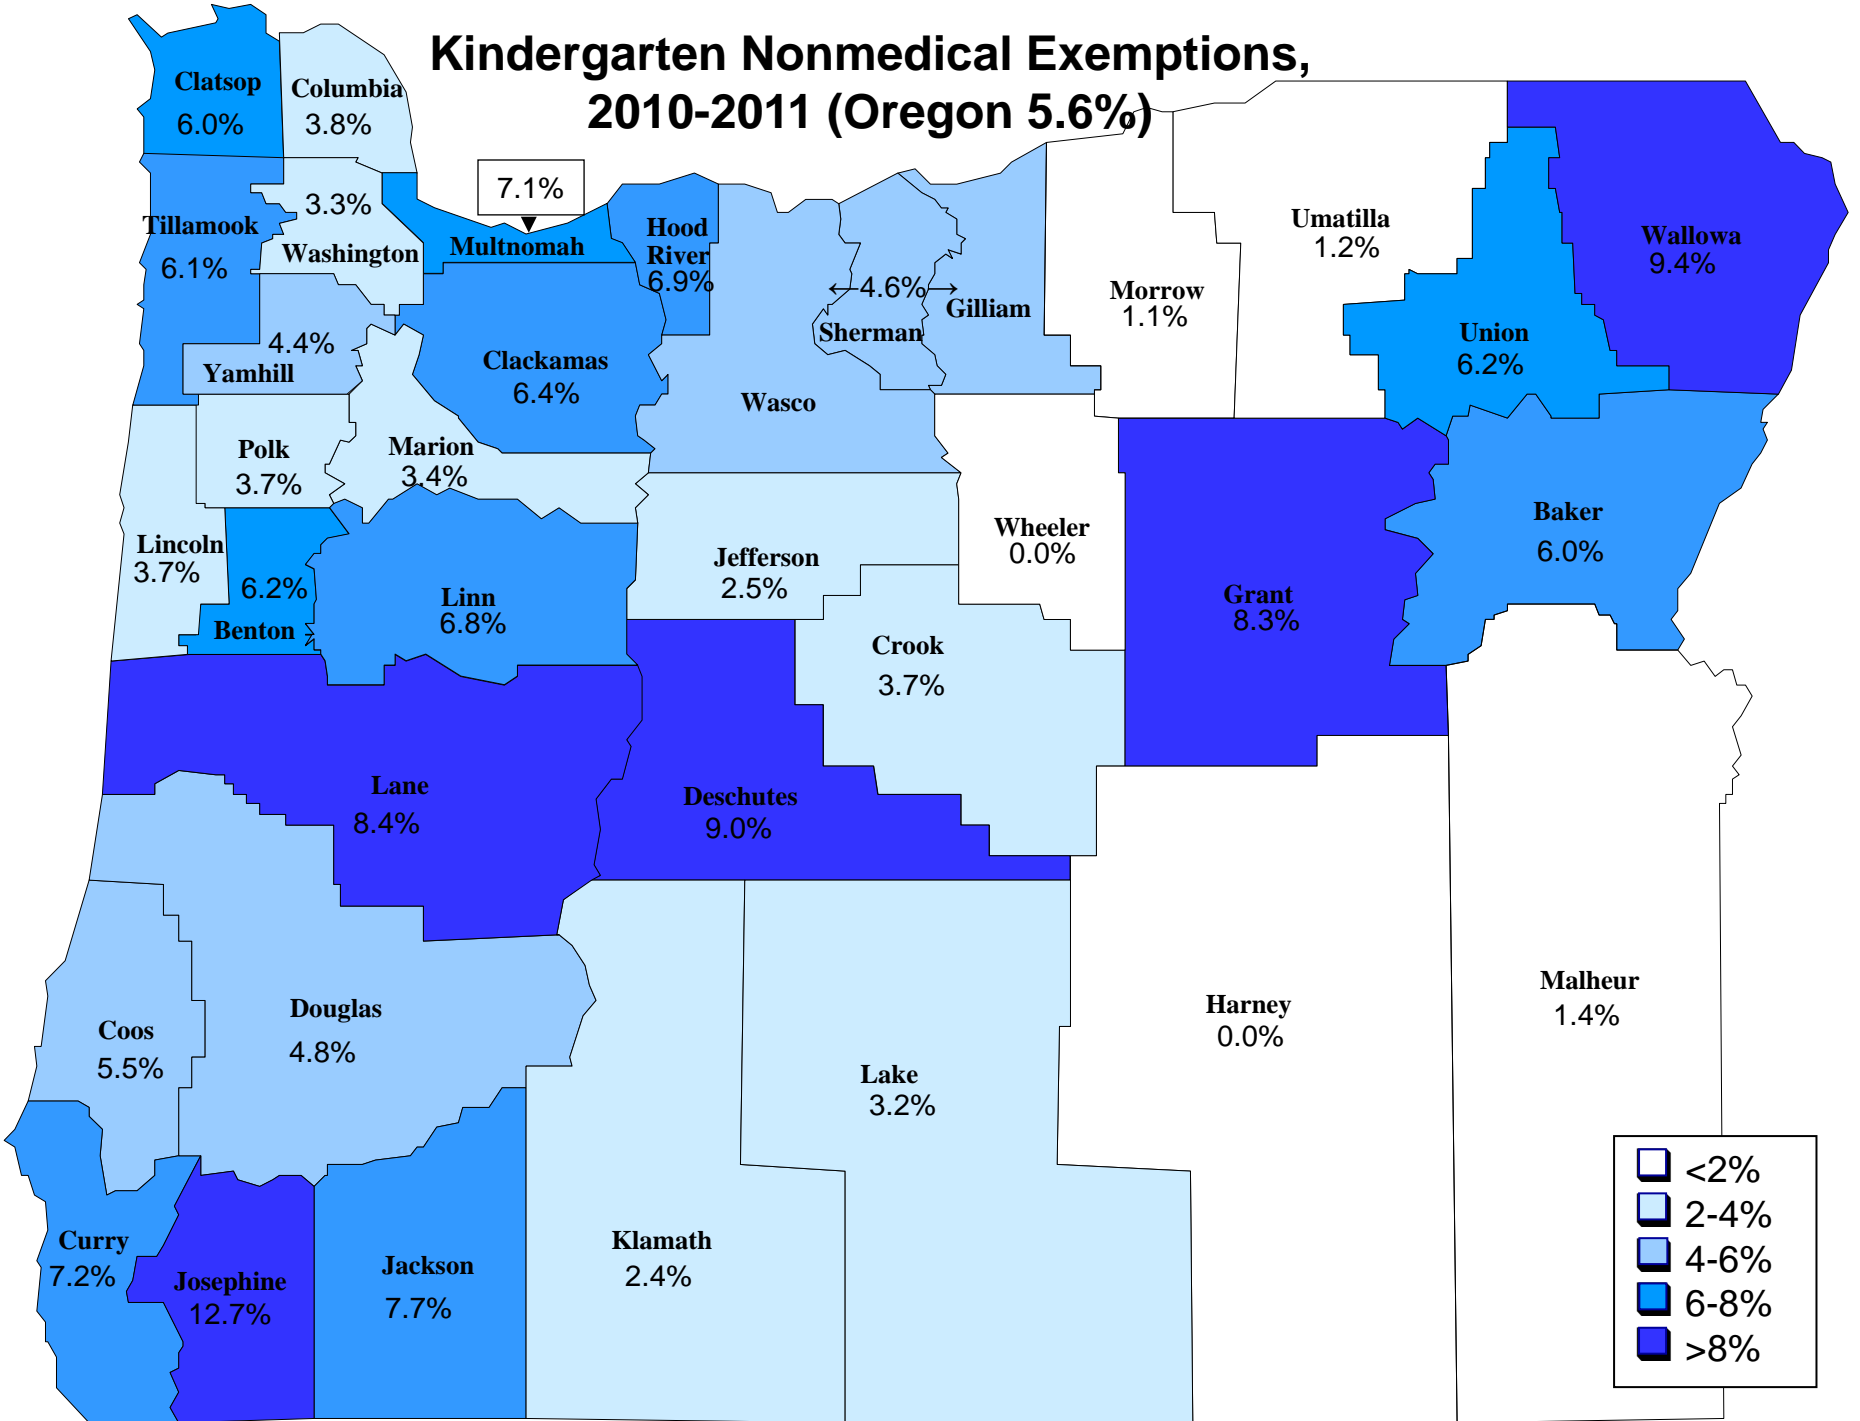 Kindergarten Nonmedical Exemptions,
2010-2011 (Oregon 5.6%)
Clatsop
6.0%
Columbia
3.8%
Tillamook
6.1%
3.3%
Washington
7.1%
Multnomah
Hood
River
6.9%
4.6%
Sherman
Gilliam
Morrow
1.1%
Umatilla
1.2%
Wallowa
9.4%
Union
6.2%
4.4%
Yamhill
Clackamas
6.4%
Wasco
Polk
3.7%
Marion
3.4%
Lincoln
3.7%
6.2%
Benton
Linn
6.8%
Jefferson
2.5%
Wheeler
0.0%
Grant
8.3%
Baker
6.0%
Crook
3.7%
Lane
8.4%
Deschutes
9.0%
Coos
5.5%
Douglas
4.8%
Lake
3.2%
Harney
0.0%
Malheur
1.4%
Curry
7.2%
Josephine
12.7%
Jackson
7.7%
Klamath
2.4%
<2%
2-4%
4-6%
6-8%
>8%